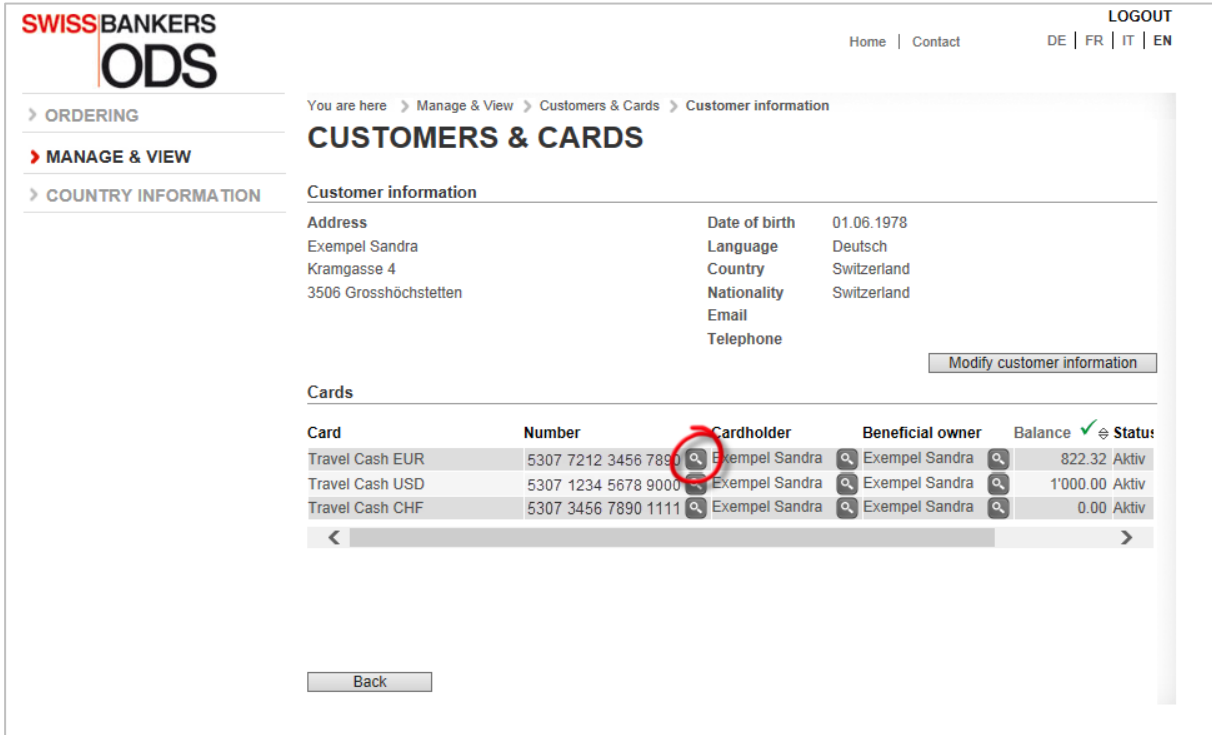 SWISS BANKERS
ODS
LOGOUT
Home | Contact
DE | FR | IT | EN
ORDERING
MANAGE & VIEW
COUNTRY INFORMATION
You are here > Manage & View > Customers & Cards > Customer information
CUSTOMERS & CARDS
Customer information
Address
Exempel Sandra
Kramgasse 4
3506 Grosshöchstetten
Date of birth 01.06.1978
Language Deutsch
Country Switzerland
Nationality Switzerland
Email
Telephone
Modify customer information
Cards
Card Number Cardholder Beneficial owner Balance Status
Travel Cash EUR 5307 7212 3456 7890 Exempel Sandra Exempel Sandra 822.32 Aktiv
Travel Cash USD 5307 1234 5678 9000 Exempel Sandra Exempel Sandra 1'000.00 Aktiv
Travel Cash CHF 5307 3456 7890 1111 Exempel Sandra Exempel Sandra 0.00 Aktiv
Back